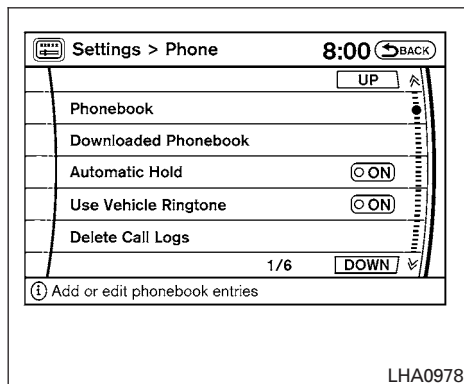 Settings > Phone 8:00 BACK
UP
Phonebook
Downloaded Phonebook
Automatic Hold ON
Use Vehicle Ringtone ON
Delete Call Logs
1/6 DOWN
i Add or edit phonebook entries
LHA0978